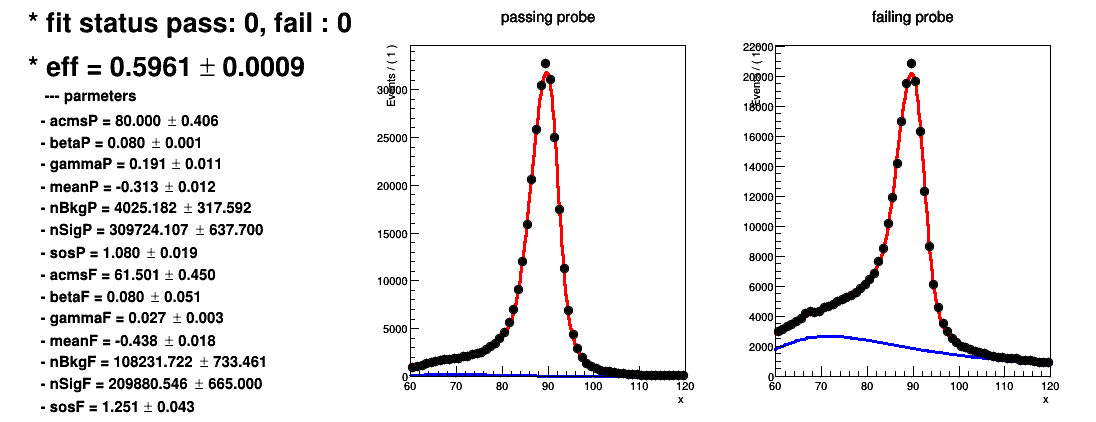 * fit status pass: 0, fail : 0
* eff = 0.5961 ± 0.0009
--- parmeters
- acmsP = 80.000 ± 0.406
- betaP = 0.080 ± 0.001
- gammaP = 0.191 ± 0.011
- meanP = -0.313 ± 0.012
- nBkgP = 4025.182 ± 317.592
- nSigP = 309724.107 ± 637.700
- sosP = 1.080 ± 0.019
- acmsF = 61.501 ± 0.450
- betaF = 0.080 ± 0.051
- gammaF = 0.027 ± 0.003
- meanF = -0.438 ± 0.018
- nBkgF = 108231.722 ± 733.461
- nSigF = 209880.546 ± 665.000
- sosF = 1.251 ± 0.043
passing probe
Events / ( 1 )
30000
25000
20000
15000
10000
5000
0
60 70 80 90 100 110 120
x
failing probe
Events / ( 1 )
22000
20000
18000
16000
14000
12000
10000
8000
6000
4000
2000
0
60 70 80 90 100 110 120
x